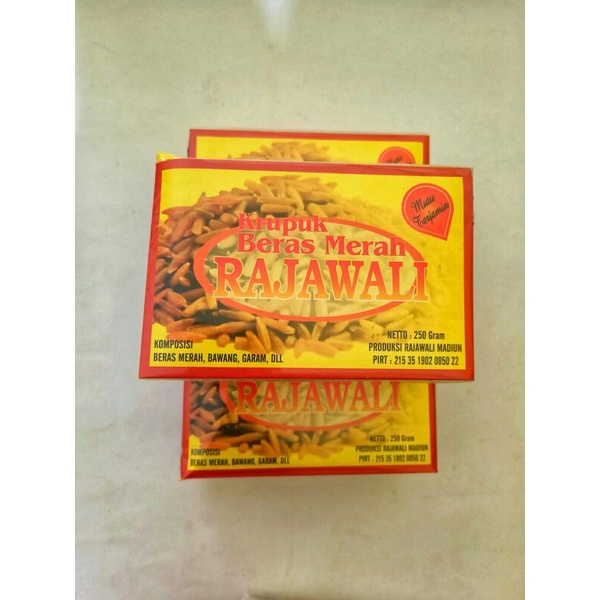 Mutu
Terjamin
Krupuk
Beras Merah
RAJAWALI
KOMPOSISI
BERAS MERAH, BAWANG, GARAM, DLL
NETTO : 250 Gram
PRODUKSI RAJAWALI MADIUN
PIRT : 215 35 1902 0850 22
RAJAWALI
KOMPOSISI
BERAS MERAH, BAWANG, GARAM, DLL
NETTO : 250 Gram
PRODUKSI RAJAWALI MADIUN
PIRT : 215 35 1902 0850 22